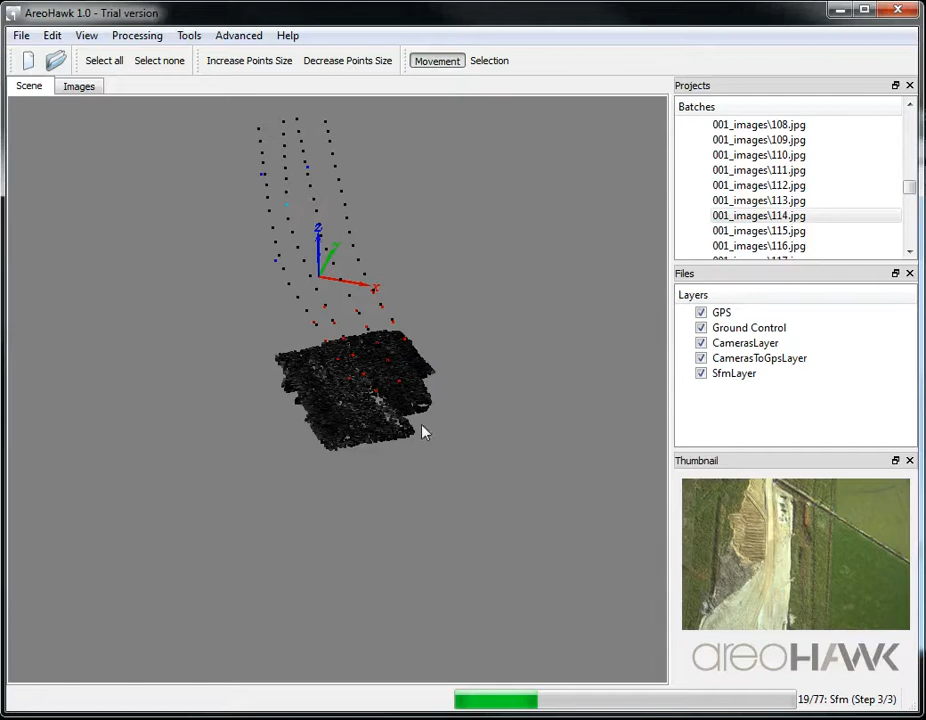 AreoHawk 1.0 - Trial version
File Edit View Processing Tools Advanced Help
Select all Select none Increase Points Size Decrease Points Size Movement Selection
Scene Images
Projects
Batches
001_images\108.jpg
001_images\109.jpg
001_images\110.jpg
001_images\111.jpg
001_images\112.jpg
001_images\113.jpg
001_images\114.jpg
001_images\115.jpg
001_images\116.jpg
Files
Layers
GPS
Ground Control
CamerasLayer
CamerasToGpsLayer
SfmLayer
Z
Y
X
Thumbnail
areoHAWK
19/77: Sfm (Step 3/3)